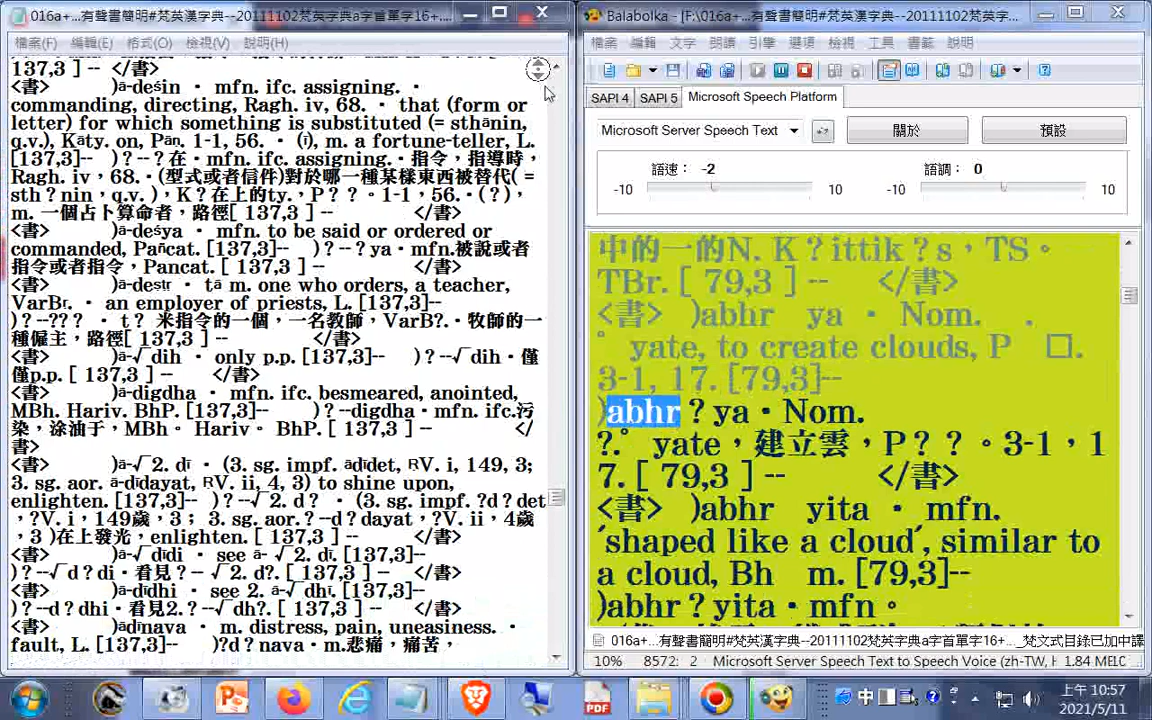 016a+...有聲書簡明#梵英漢字典--20111102梵英字典a字首單字16+...
檔案(F) 編輯(E) 格式(O) 檢視(V) 說明(H)
137,3 ] -- </書>
<書> )ā-deśin • mfn. ifc. assigning. •
commanding, directing, Ragh. iv, 68. • that (form or
letter) for which something is substituted (= sthānin,
q.v.), Kāty. on, Pāṇ. 1-1, 56. • (ī), m. a fortune-teller, L.
[137,3]-- )?--?在•mfn. ifc. assigning.•指令,指導時,
Ragh. iv,68.•(型式或者信件)對於哪一種某樣東西被替代( =
sth?nin,q.v.),K?在上的ty.,P??。1-1,56.•(?),
m. 一個占卜算命者,路徑[ 137,3 ] -- </書>
<書> )ā-deśya • mfn. to be said or ordered or
commanded, Pañcat. [137,3]-- )?--?ya•mfn.被說或者
指令或者指令,Pancat. [ 137,3 ] -- </書>
<書> )ā-deṣṭṛ • ṭā m. one who orders, a teacher,
VarBṛ. • an employer of priests, L. [137,3]--
)?--???•t? 米指令的一個,一名教師,VarB?.•牧師的一
種僱主,路徑[ 137,3 ] -- </書>
<書> )ā-√dih • only p.p. [137,3]-- )?--√dih•僅
僅p.p. [ 137,3 ] -- </書>
<書> )ā-digdha • mfn. ifc. besmeared, anointed,
MBh. Hariv. BhP. [137,3]-- )?--digdha•mfn. ifc.污
染,涂油于,MBh。Hariv。BhP. [ 137,3 ] -- </
書>
<書> )ā-√2. dī • (3. sg. impf. ādīdet, RV. i, 149, 3;
3. sg. aor. ā-dīdayat, RV. ii, 4, 3) to shine upon,
enlighten. [137,3]-- )?--√2. d?•(3. sg. impf. ?d?det
,?V. i,149歲,3; 3. sg. aor.?--d?dayat,?V. ii,4歲
,3 )在上發光,enlighten. [ 137,3 ] -- </書>
<書> )ā-√dīdi • see ā- √2. dī. [137,3]--
)?--√d?di•看見?-- √2. d?. [ 137,3 ] -- </書>
<書> )ā-dīdhi • see 2. ā-√dhī. [137,3]--
)?--d?dhi•看見2.?--√dh?. [ 137,3 ] -- </書>
<書> )ādīnava • m. distress, pain, uneasiness. •
fault, L. [137,3]-- )?d?nava•m.悲痛,痛苦,
Balabolka - [F:\016a+...有聲書簡明#梵英漢字典--20111102梵英字...
檔案 編輯 文字 朗讀 引擎 選項 檢視 工具 書籤 說明
SAPI 4 SAPI 5 Microsoft Speech Platform
Microsoft Server Speech Text 關於 預設
語速: -2 語調: 0
-10 10 -10 10
中的一的N. K?ittik?s,TS。
TBr. [ 79,3 ] -- </書>
<書> )abhr ya • Nom. .
° yate, to create clouds, P □.
3-1, 17. [79,3]--
)abhr?ya•Nom.
?.° yate,建立雲,P??。3-1,1
7. [ 79,3 ] -- </書>
<書> )abhr yita • mfn.
'shaped like a cloud', similar to
a cloud, Bh m. [79,3]--
)abhr?yita•mfn。
016a+...有聲書簡明#梵英漢字典--20111102梵英字典a字首單字16+..._梵文式目錄已加中譯
10% 8572: 2 Microsoft Server Speech Text to Speech Voice (zh-TW, H 1.84 MELC
中
上午 10:57
2021/5/11